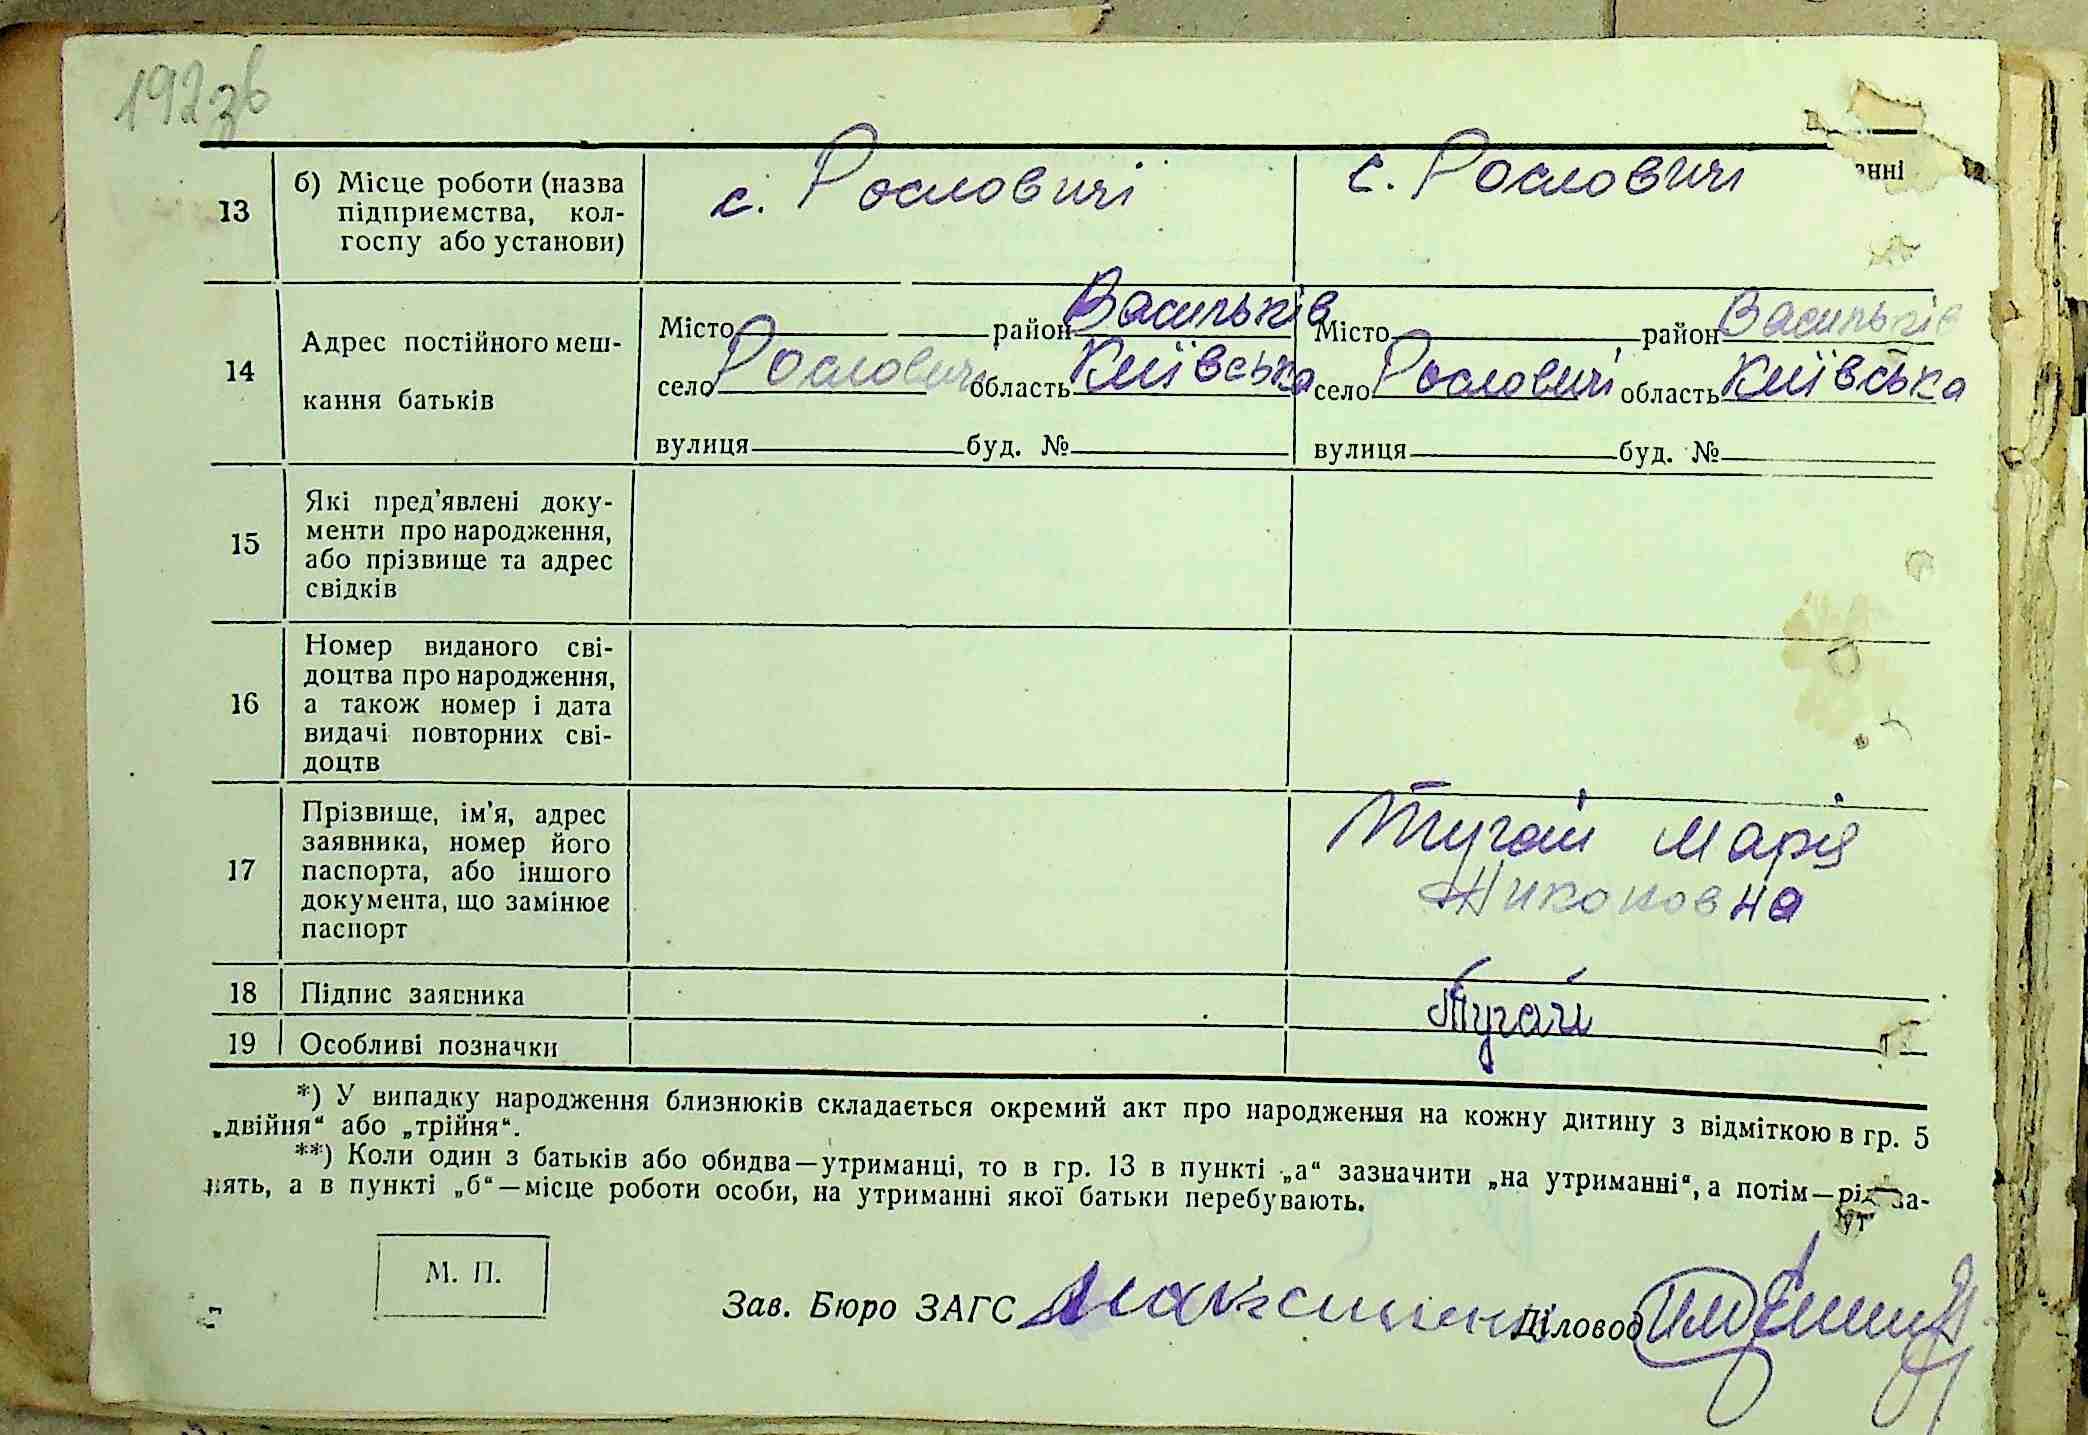 192зв
13 б) Місце роботи (назва підприємства, кол-госпу або установи) с. Рословичі с. Рословичі анні
14 Адрес постійного меш-кання батьків
Місто район Васильків Місто район Васильків
село Рословичі область Київська село Рословичі область Київська
вулиця буд. № вулиця буд. №
15 Які пред'явлені доку-
менти про народження,
або прізвище та адрес
свідків
16 Номер виданого сві-
доцтва про народження,
а також номер і дата
видачі повторних сві-
доцтв
17 Прізвище, ім'я, адрес
заявника, номер його
паспорта, або іншого
документа, що замінює
паспорт
Тугай Марія
Никоновна
18 Підпис заявника Тугай
19 Особливі позначки
*) У випадку народження близнюків складається окремий акт про народження на кожну дитину з відміткою в гр. 5
„двійня“ або „трійня“.
**) Коли один з батьків або обидва—утриманці, то в гр. 13 в пункті „а“ зазначити „на утриманні“, а потім—рід за-
нять, а в пункті „б“—місце роботи особи, на утриманні якої батьки перебувають.
М. П.
Зав. Бюро ЗАГС Діловод